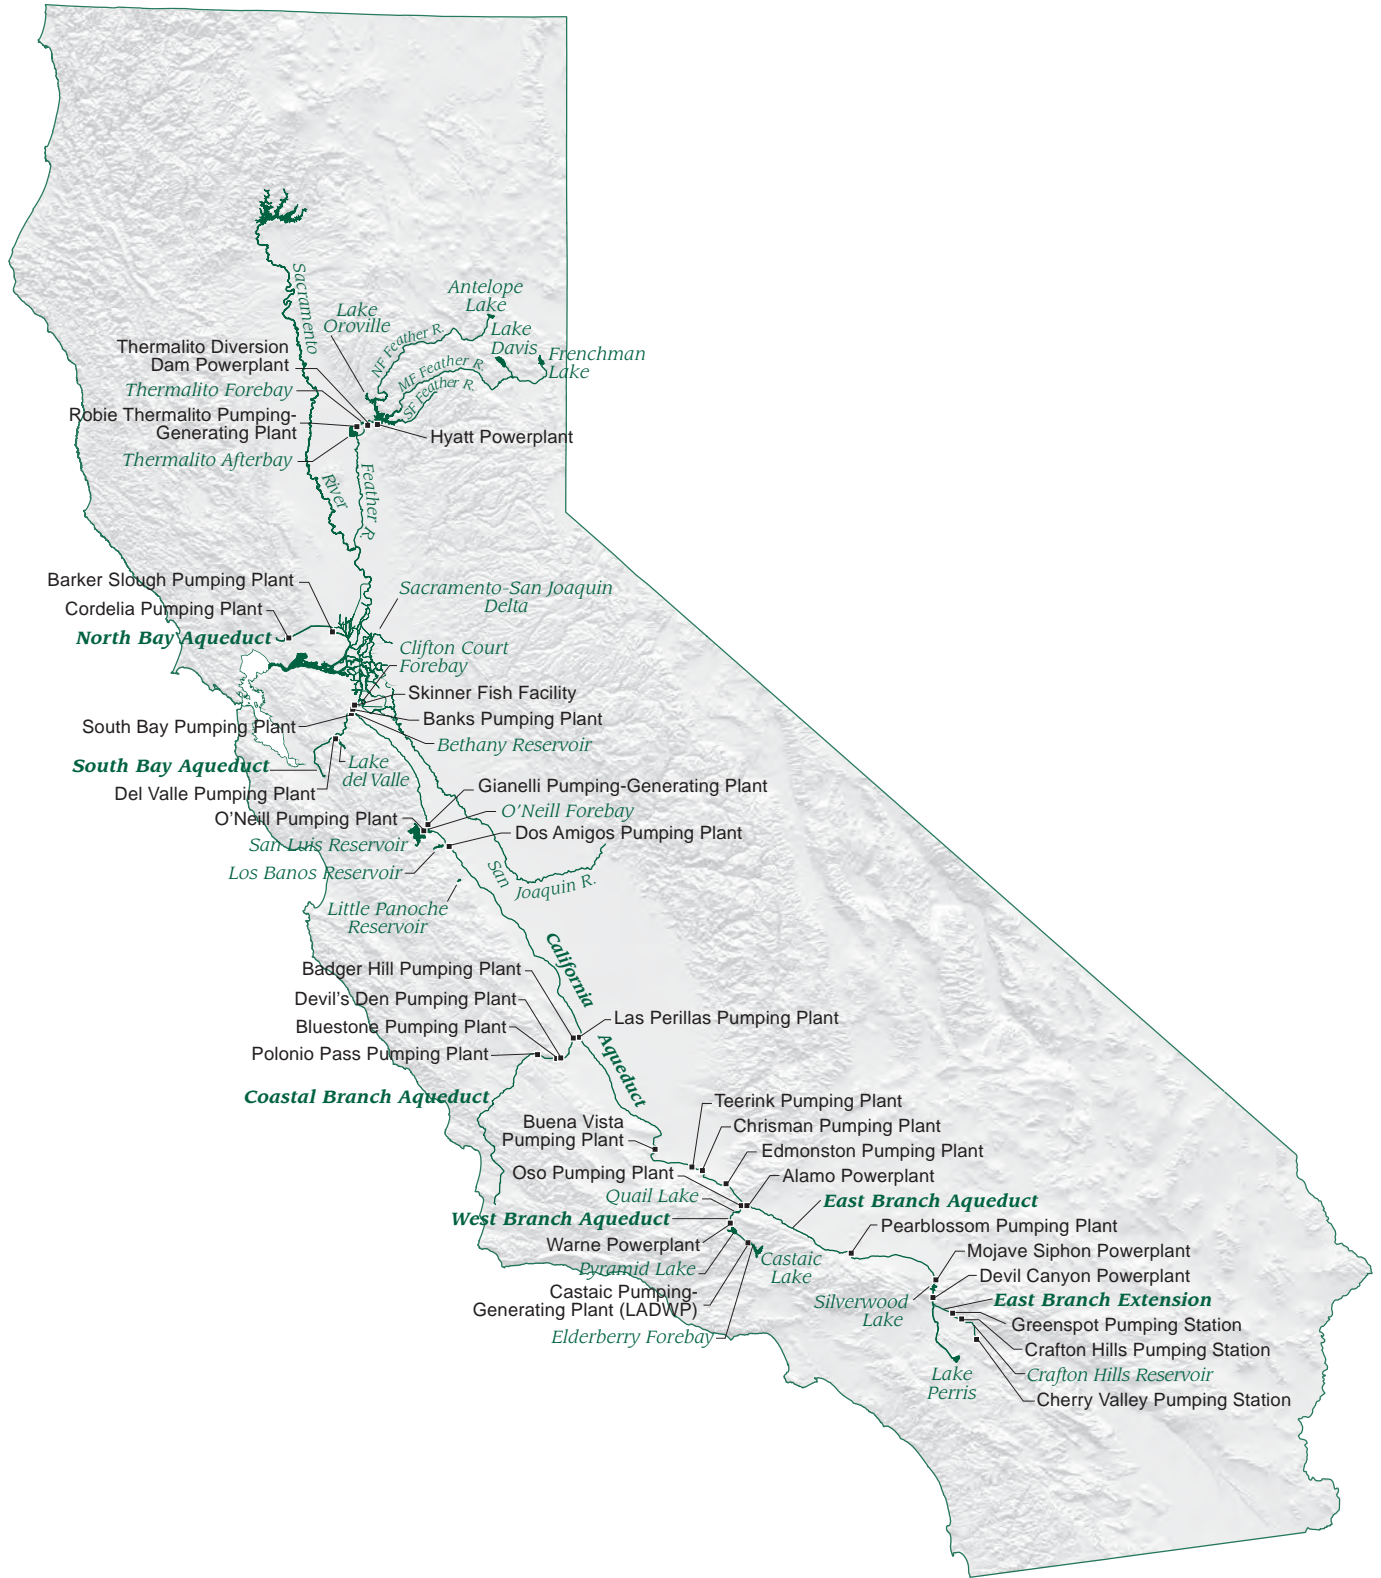 Sacramento
Antelope
Lake
Lake
Oroville
NF Feather R.
Lake
Davis
Frenchman
Lake
MF Feather R.
SF Feather R.
Thermalito Diversion
Dam Powerplant
Thermalito Forebay
Robie Thermalito Pumping-
Generating Plant
Hyatt Powerplant
Thermalito Afterbay
River
Feather R.
Barker Slough Pumping Plant
Sacramento-San Joaquin
Delta
Cordelia Pumping Plant
North Bay Aqueduct
Clifton Court
Forebay
Skinner Fish Facility
Banks Pumping Plant
South Bay Pumping Plant
Bethany Reservoir
South Bay Aqueduct
Lake
del Valle
Del Valle Pumping Plant
Gianelli Pumping-Generating Plant
O'Neill Forebay
O'Neill Pumping Plant
Dos Amigos Pumping Plant
San Luis Reservoir
Los Banos Reservoir
San
Joaquin R.
Little Panoche
Reservoir
California
Aqueduct
Badger Hill Pumping Plant
Devil's Den Pumping Plant
Las Perillas Pumping Plant
Bluestone Pumping Plant
Polonio Pass Pumping Plant
Coastal Branch Aqueduct
Teerink Pumping Plant
Buena Vista
Pumping Plant
Chrisman Pumping Plant
Edmonston Pumping Plant
Oso Pumping Plant
Alamo Powerplant
Quail Lake
East Branch Aqueduct
West Branch Aqueduct
Pearblossom Pumping Plant
Warne Powerplant
Mojave Siphon Powerplant
Pyramid Lake
Castaic
Lake
Devil Canyon Powerplant
Castaic Pumping-
Generating Plant (LADWP)
Silverwood
Lake
East Branch Extension
Greenspot Pumping Station
Elderberry Forebay
Crafton Hills Pumping Station
Lake
Perris
Crafton Hills Reservoir
Cherry Valley Pumping Station